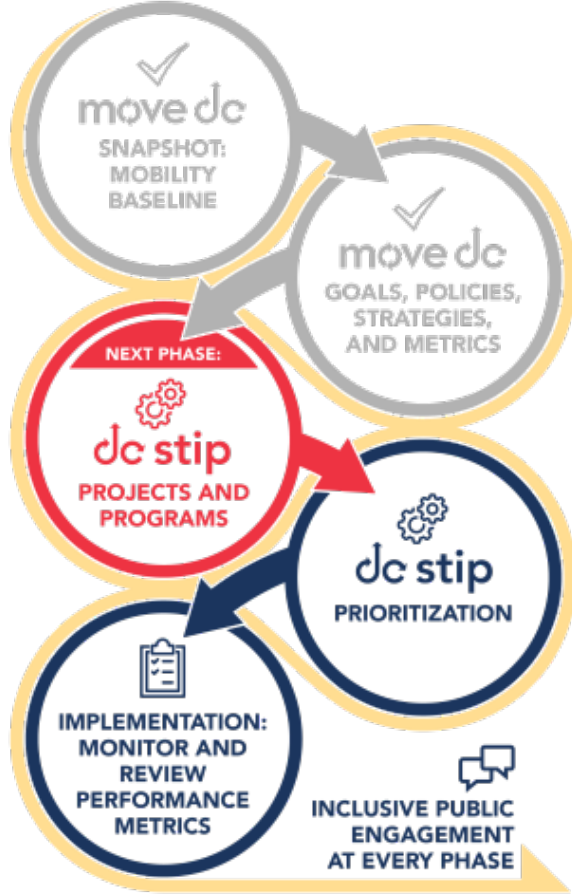 move dc
SNAPSHOT:
MOBILITY
BASELINE
move dc
GOALS, POLICIES,
STRATEGIES,
AND METRICS
NEXT PHASE:
dc stip
PROJECTS AND
PROGRAMS
dc stip
PRIORITIZATION
IMPLEMENTATION:
MONITOR AND
REVIEW
PERFORMANCE
METRICS
INCLUSIVE PUBLIC
ENGAGEMENT
AT EVERY PHASE